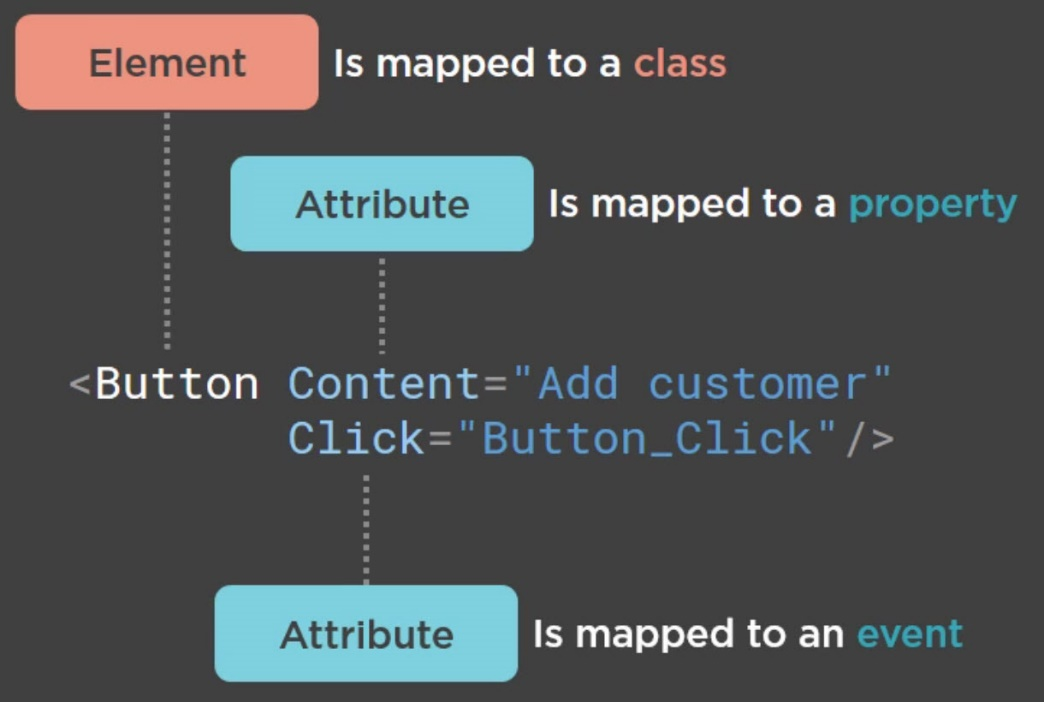 Element Is mapped to a class
Attribute Is mapped to a property
<Button Content="Add customer"
Click="Button_Click"/>
Attribute Is mapped to an event